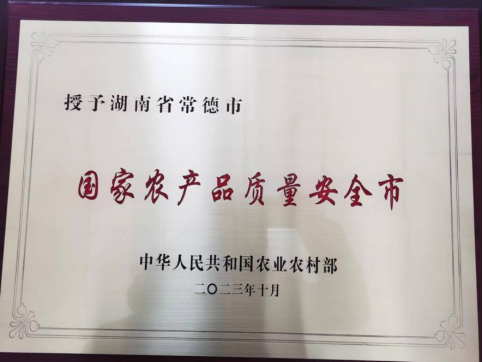 授予湖南省常德市
国家农产品质量安全市
中华人民共和国农业农村部
二〇二三年十月